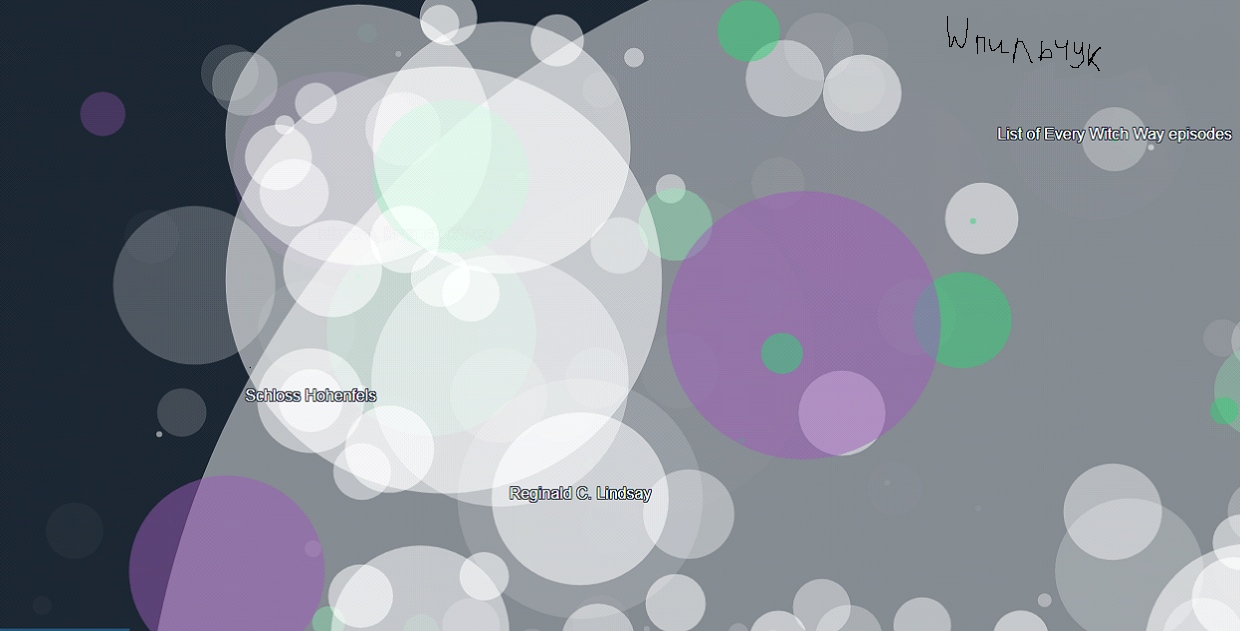 Шпильчук
List of Every Witch Way episodes
Schloss Hohenfels
Reginald C. Lindsay